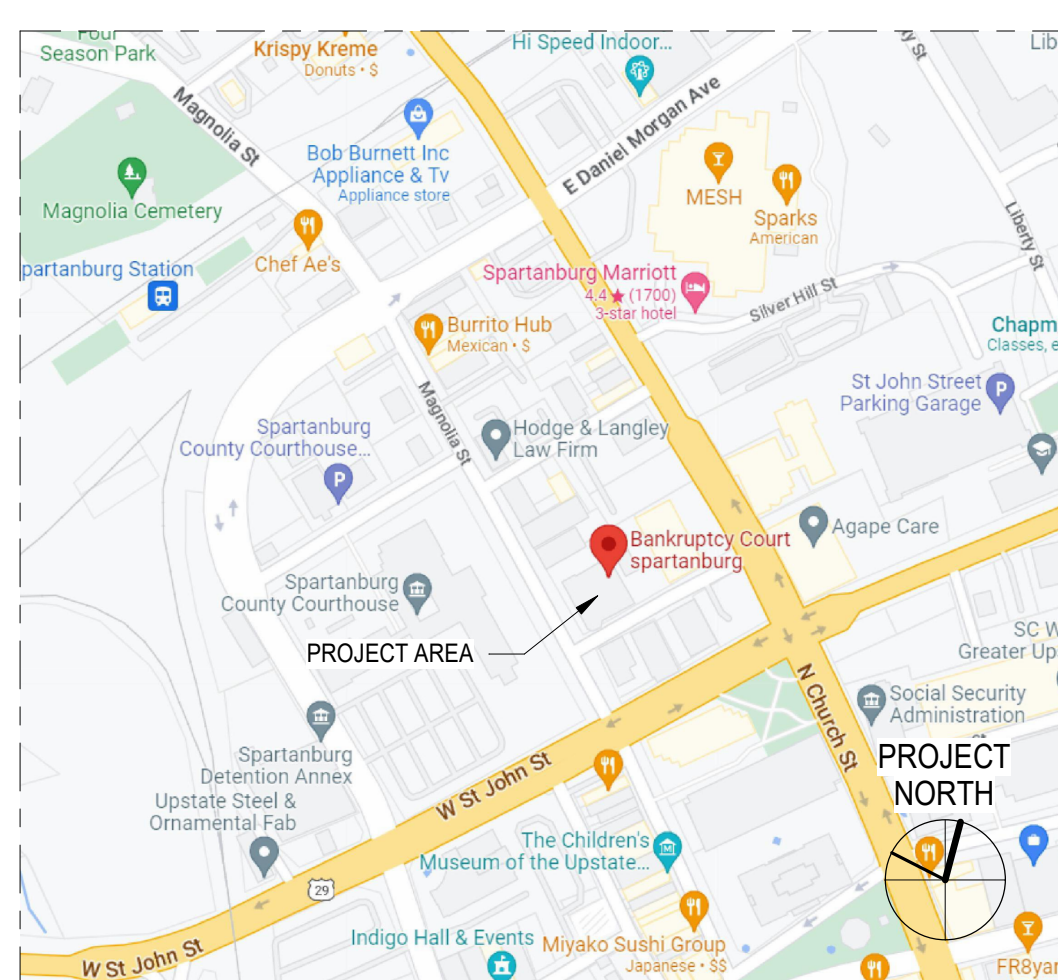 Four
Season Park
Krispy Kreme
Donuts • $
Hi Speed Indoor...
Lib
Magnolia St
Bob Burnett Inc
Appliance & Tv
Appliance store
E Daniel Morgan Ave
MESH
Sparks
American
Magnolia Cemetery
Chef Ae's
Liberty St
partanburg Station
Spartanburg Marriott
4.4 ★ (1700)
3-star hotel
Silver Hill St
Burrito Hub
Mexican • $
Chapm
Classes, e
St John Street
Parking Garage
P
Magnolia St
Spartanburg
County Courthouse...
P
Hodge & Langley
Law Firm
Bankruptcy Court
spartanburg
Agape Care
Spartanburg
County Courthouse
PROJECT AREA
SC W
Greater Up
Social Security
Administration
St
N Church St
PROJECT
NORTH
Spartanburg
Detention Annex
Upstate Steel &
Ornamental Fab
W St John St
The Children's
Museum of the Upstate...
29
Indigo Hall & Events
Miyako Sushi Group
Japanese • $$
W St John St
FR8yar